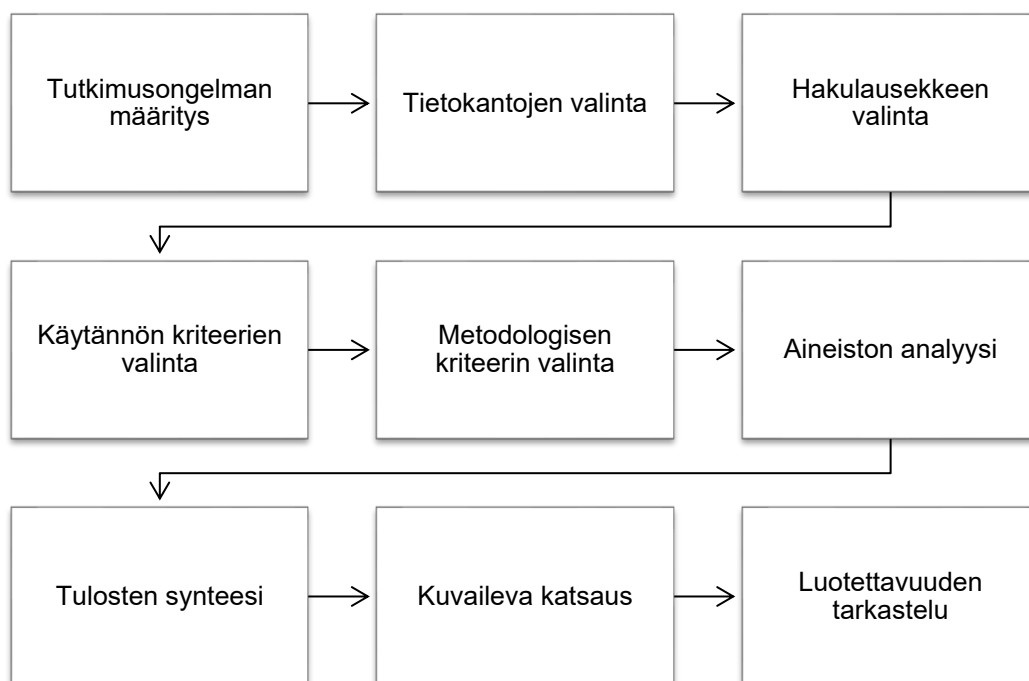 Tutkimusongelman
määritys
Tietokantojen valinta
Hakulausekkeen
valinta
Käytännön kriteerien
valinta
Metodologisen
kriteerin valinta
Aineiston analyysi
Tulosten synteesi
Kuvaileva katsaus
Luotettavuuden
tarkastelu